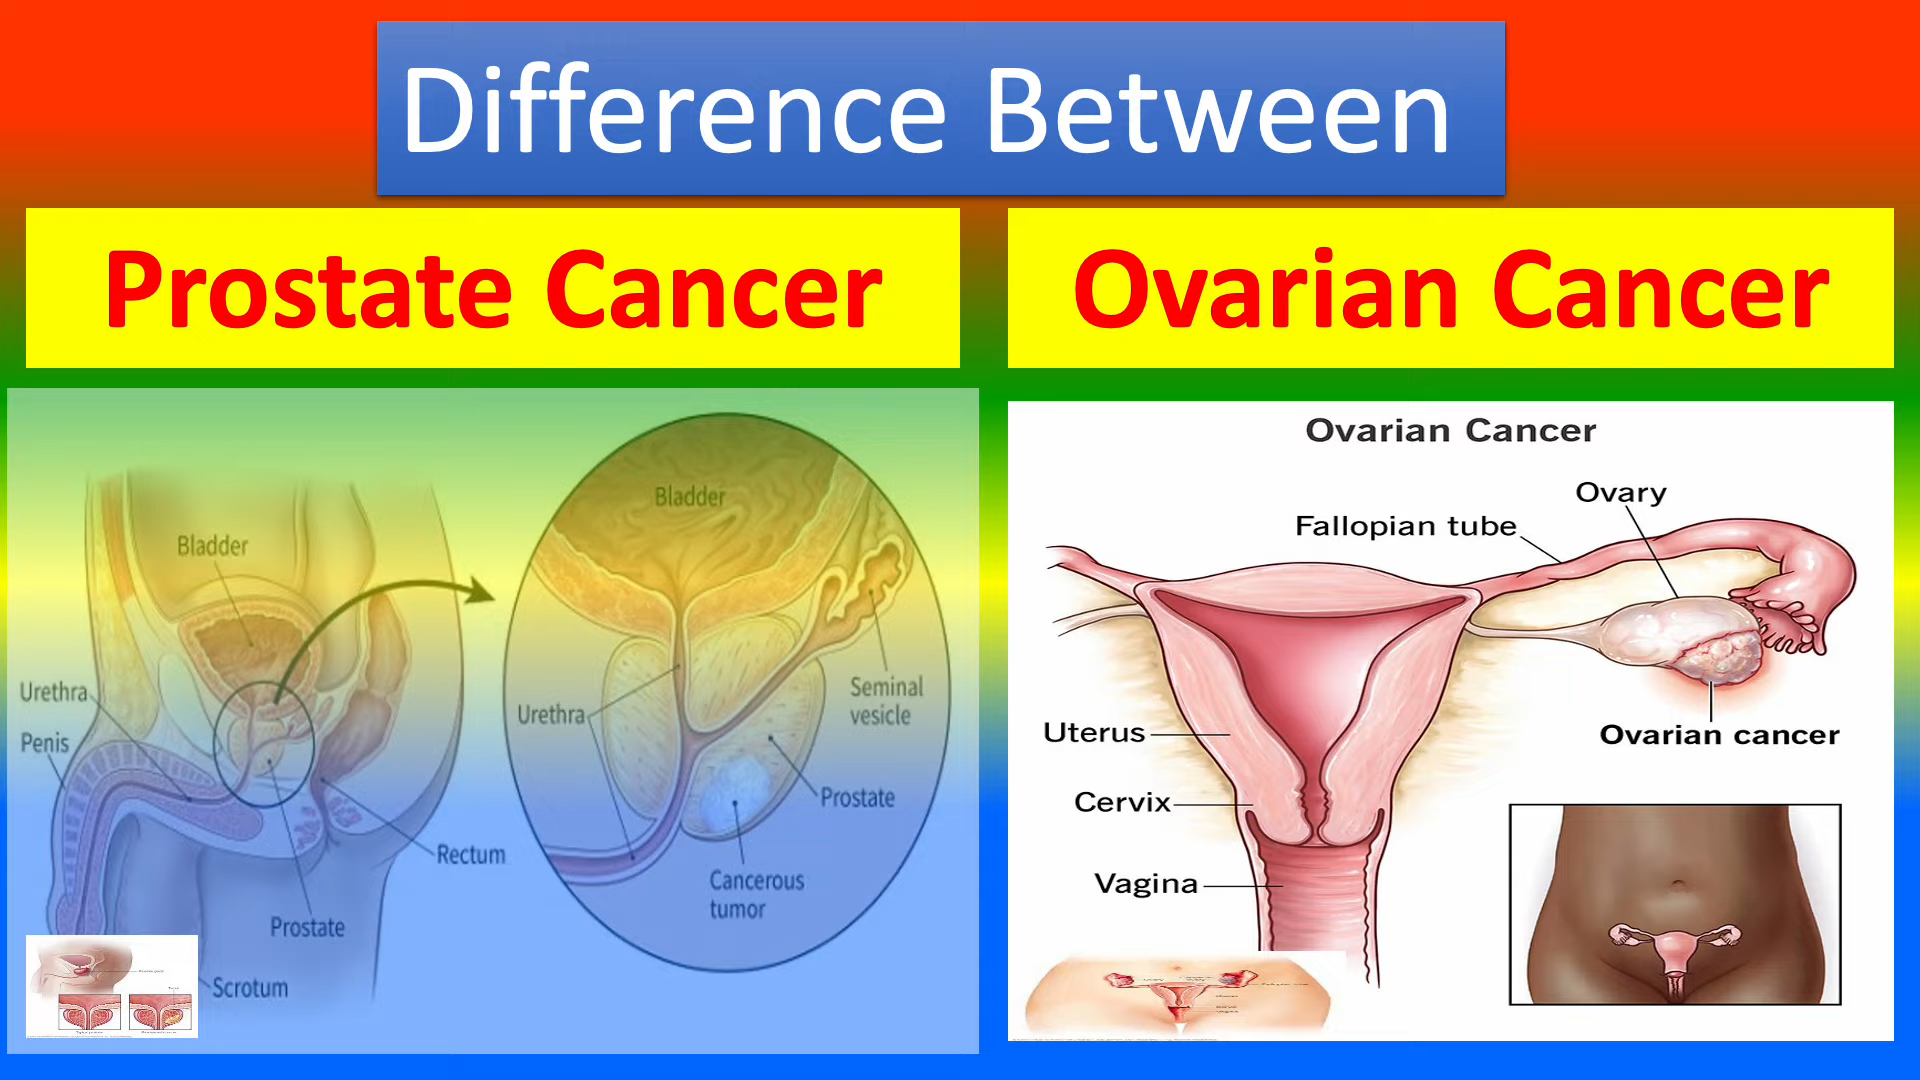 Difference Between
Prostate Cancer
Ovarian Cancer
Bladder
Urethra
Penis
Rectum
Prostate
Scrotum
Bladder
Urethra
Seminal
vesicle
Prostate
Cancerous
tumor
Ovarian Cancer
Ovary
Fallopian tube
Uterus
Ovarian cancer
Cervix
Vagina